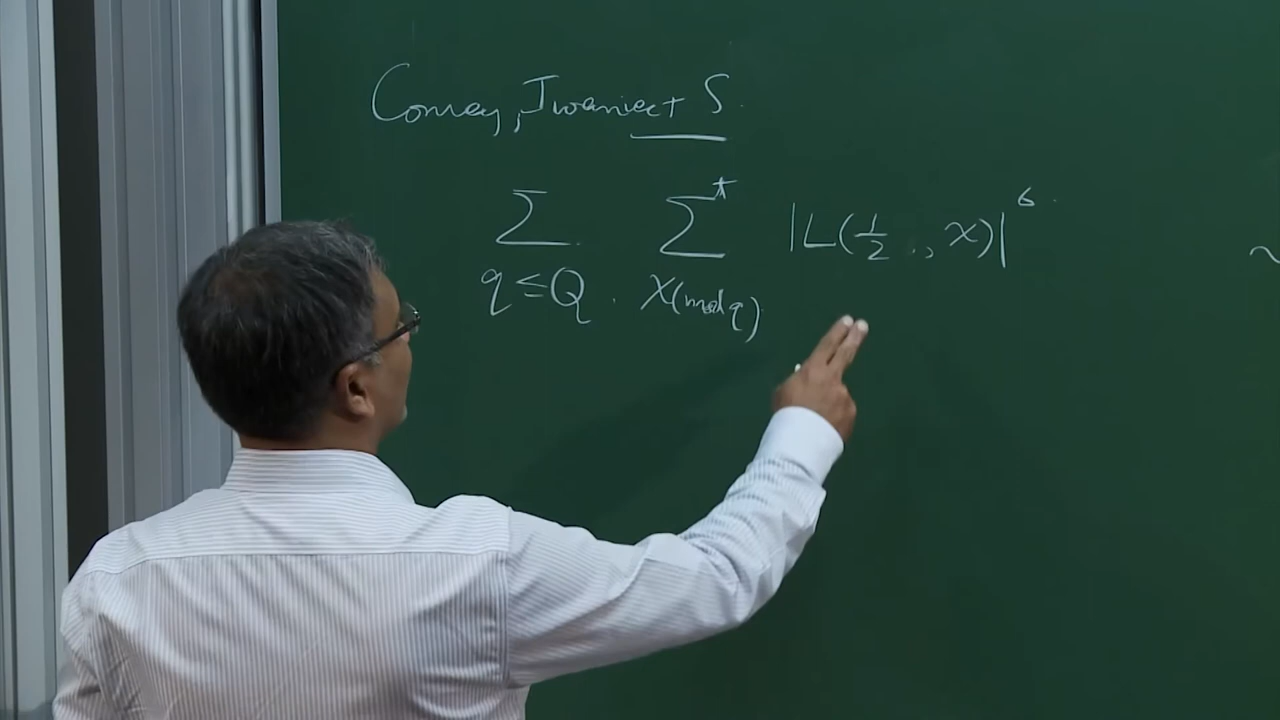 Conrey, Iwaniec + S.
∑ ∑* |L(½, χ)|⁶
q ≤ Q χ(mod q)
~